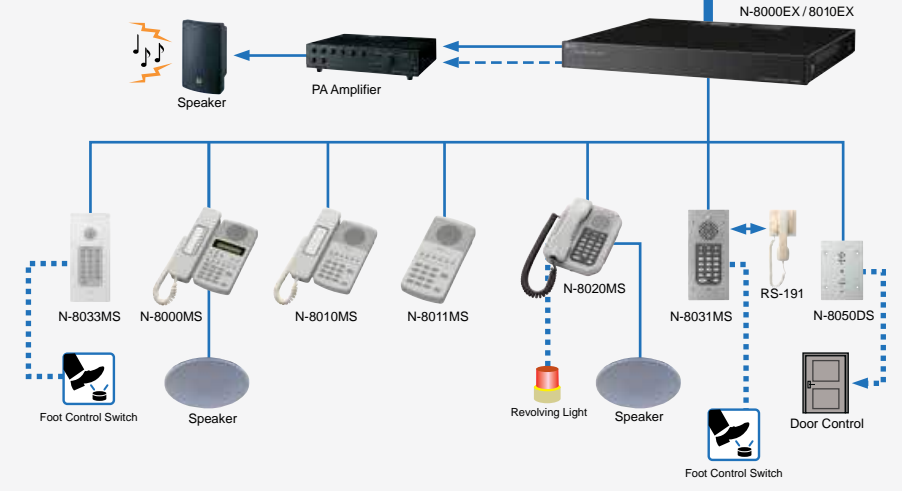 N-8000EX / 8010EX
PA Amplifier
Speaker
N-8033MS
N-8000MS
N-8010MS
N-8011MS
N-8020MS
N-8031MS
RS-191
N-8050DS
Foot Control Switch
Speaker
Revolving Light
Speaker
Door Control
Foot Control Switch